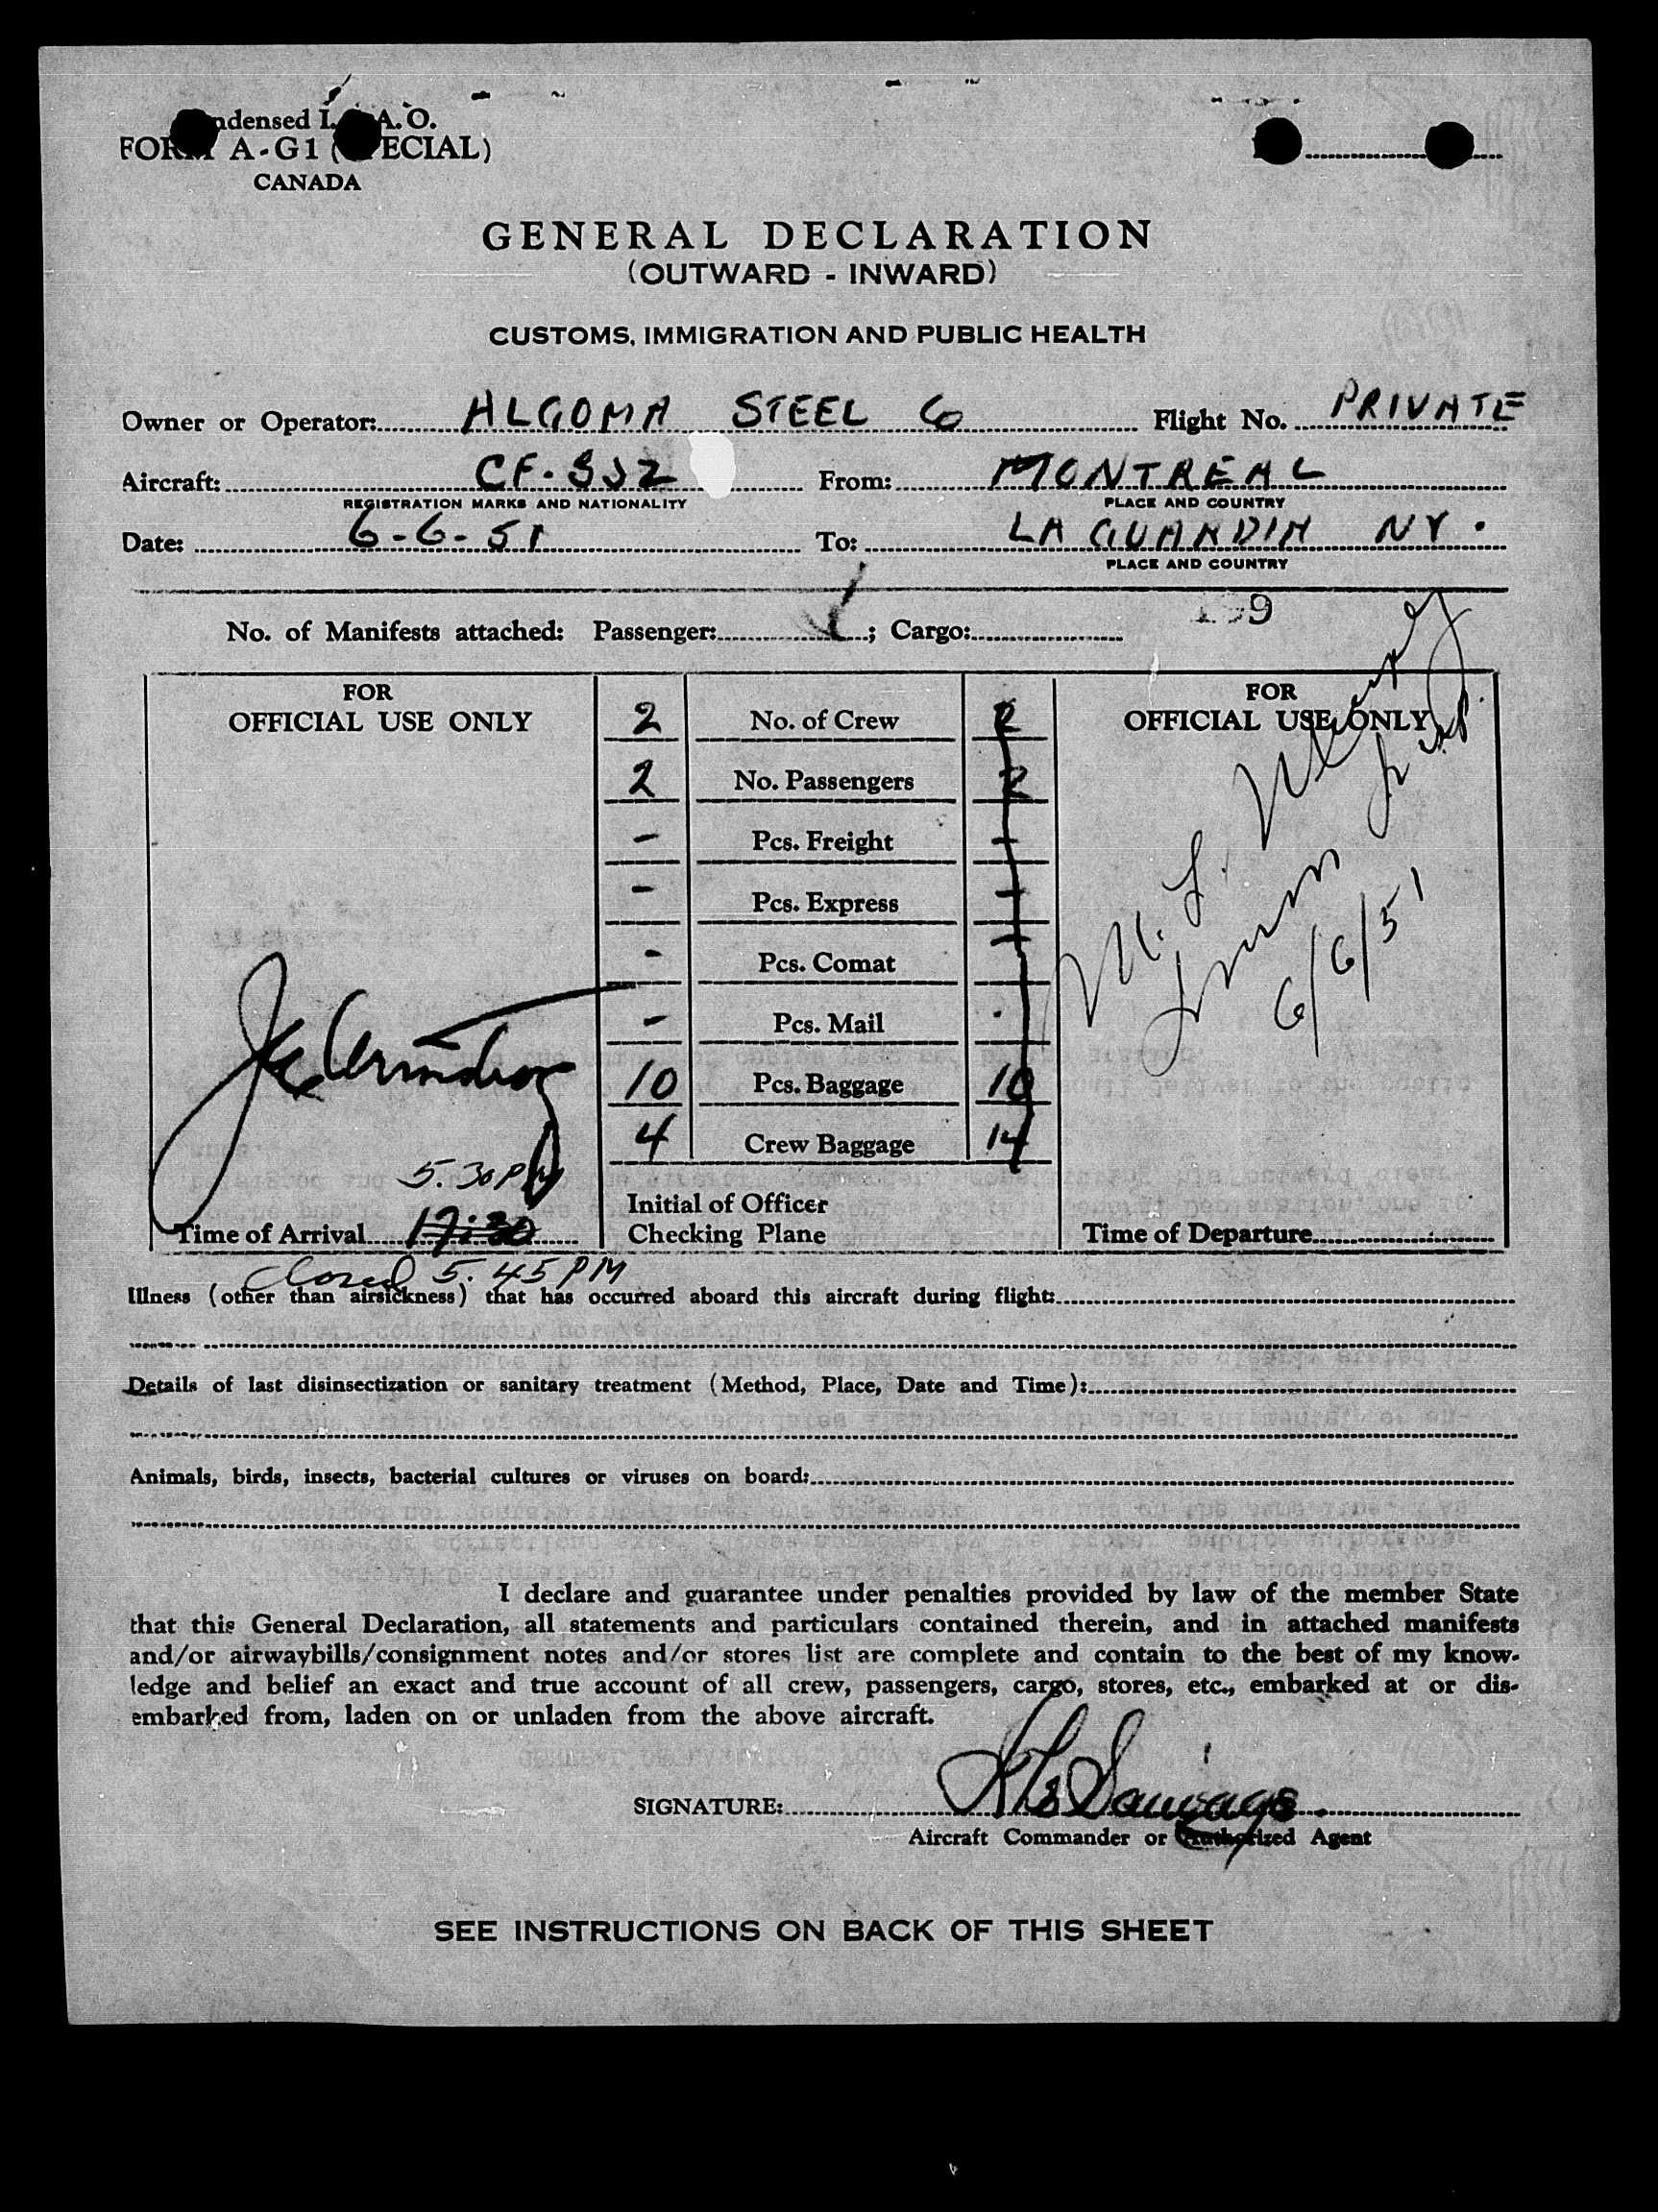 ndensed I. A.O.
FORM A-G1 ( ECIAL)
CANADA
GENERAL DECLARATION
(OUTWARD - INWARD)
CUSTOMS, IMMIGRATION AND PUBLIC HEALTH
Owner or Operator: ALGOMA STEEL Co Flight No. PRIVATE
Aircraft: CF. From: MONTREAL
REGISTRATION MARKS AND NATIONALITY PLACE AND COUNTRY
Date: 6-6-51 To: LA GUARDIA NY.
PLACE AND COUNTRY
No. of Manifests attached: Passenger: ; Cargo:
FOR
OFFICIAL USE ONLY
2 No. of Crew 2
2 No. Passengers 2
- Pcs. Freight -
- Pcs. Express -
- Pcs. Comat -
- Pcs. Mail
10 Pcs. Baggage 10
4 Crew Baggage 14
Initial of Officer
Checking Plane
5.30 PM
Time of Arrival 17:30
FOR
OFFICIAL USE ONLY
M. L.
Immn Insp.
6/6/51
Time of Departure
Closed 5.45 PM
Illness (other than airsickness) that has occurred aboard this aircraft during flight:
Details of last disinsectization or sanitary treatment (Method, Place, Date and Time):
Animals, birds, insects, bacterial cultures or viruses on board:
I declare and guarantee under penalties provided by law of the member State
that this General Declaration, all statements and particulars contained therein, and in attached manifests
and/or airwaybills/consignment notes and/or stores list are complete and contain to the best of my know-
ledge and belief an exact and true account of all crew, passengers, cargo, stores, etc., embarked at or dis-
embarked from, laden on or unladen from the above aircraft.
SIGNATURE:
Aircraft Commander or Authorized Agent
SEE INSTRUCTIONS ON BACK OF THIS SHEET